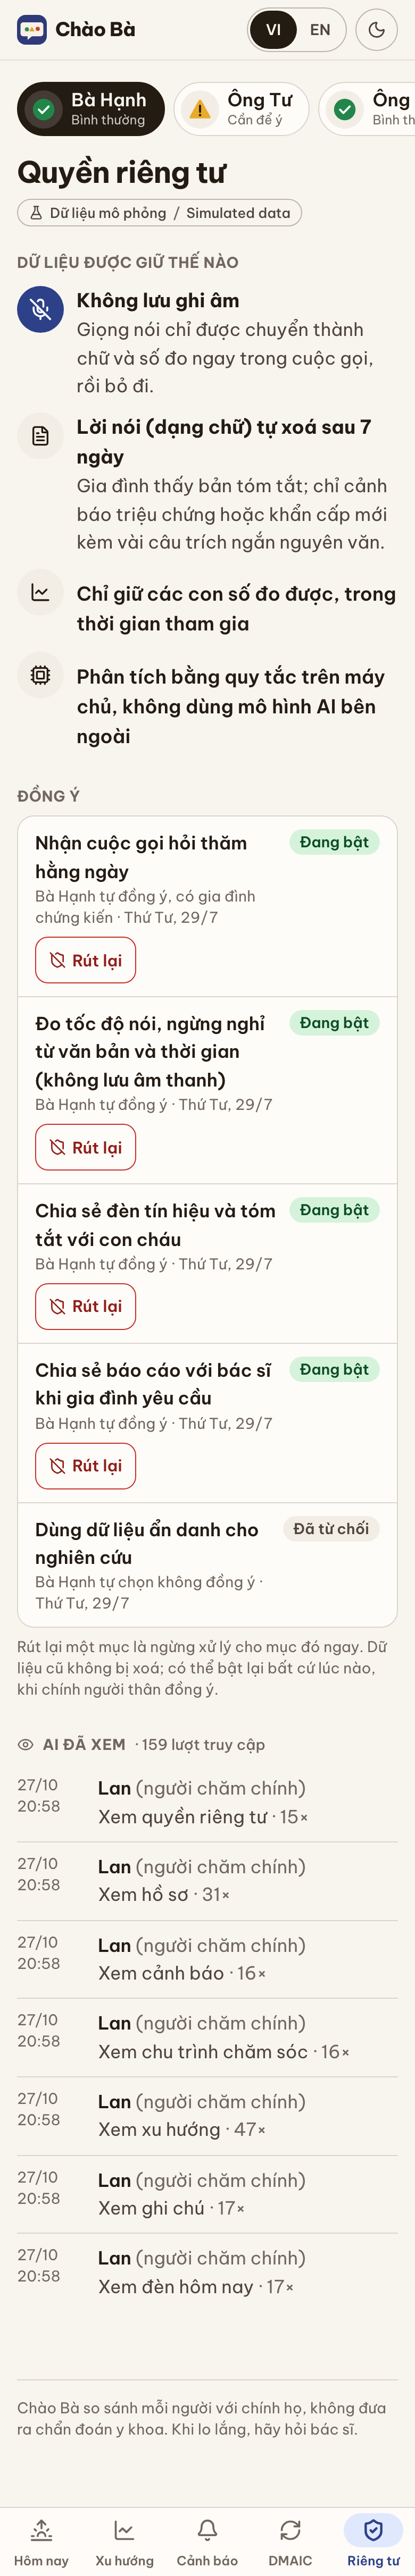 Chào Bà
VI
EN
Bà Hạnh
Bình thường
Ông Tư
Cần để ý
Ông
Bình th
Quyền riêng tư
Dữ liệu mô phỏng / Simulated data
DỮ LIỆU ĐƯỢC GIỮ THẾ NÀO
Không lưu ghi âm
Giọng nói chỉ được chuyển thành
chữ và số đo ngay trong cuộc gọi,
rồi bỏ đi.
Lời nói (dạng chữ) tự xoá sau 7
ngày
Gia đình thấy bản tóm tắt; chỉ cảnh
báo triệu chứng hoặc khẩn cấp mới
kèm vài câu trích ngắn nguyên văn.
Chỉ giữ các con số đo được, trong
thời gian tham gia
Phân tích bằng quy tắc trên máy
chủ, không dùng mô hình AI bên
ngoài
ĐỒNG Ý
Nhận cuộc gọi hỏi thăm
hằng ngày
Đang bật
Bà Hạnh tự đồng ý, có gia đình
chứng kiến · Thứ Tư, 29/7
Rút lại
Đo tốc độ nói, ngừng nghỉ
từ văn bản và thời gian
(không lưu âm thanh)
Đang bật
Bà Hạnh tự đồng ý · Thứ Tư, 29/7
Rút lại
Chia sẻ đèn tín hiệu và tóm
tắt với con cháu
Đang bật
Bà Hạnh tự đồng ý · Thứ Tư, 29/7
Rút lại
Chia sẻ báo cáo với bác sĩ
khi gia đình yêu cầu
Đang bật
Bà Hạnh tự đồng ý · Thứ Tư, 29/7
Rút lại
Dùng dữ liệu ẩn danh cho
nghiên cứu
Đã từ chối
Bà Hạnh tự chọn không đồng ý ·
Thứ Tư, 29/7
Rút lại một mục là ngừng xử lý cho mục đó ngay. Dữ
liệu cũ không bị xoá; có thể bật lại bất cứ lúc nào,
khi chính người thân đồng ý.
AI ĐÃ XEM · 159 lượt truy cập
27/10
20:58
Lan (người chăm chính)
Xem quyền riêng tư · 15×
27/10
20:58
Lan (người chăm chính)
Xem hồ sơ · 31×
27/10
20:58
Lan (người chăm chính)
Xem cảnh báo · 16×
27/10
20:58
Lan (người chăm chính)
Xem chu trình chăm sóc · 16×
27/10
20:58
Lan (người chăm chính)
Xem xu hướng · 47×
27/10
20:58
Lan (người chăm chính)
Xem ghi chú · 17×
27/10
20:58
Lan (người chăm chính)
Xem đèn hôm nay · 17×
Chào Bà so sánh mỗi người với chính họ, không đưa
ra chẩn đoán y khoa. Khi lo lắng, hãy hỏi bác sĩ.
Hôm nay
Xu hướng
Cảnh báo
DMAIC
Riêng tư